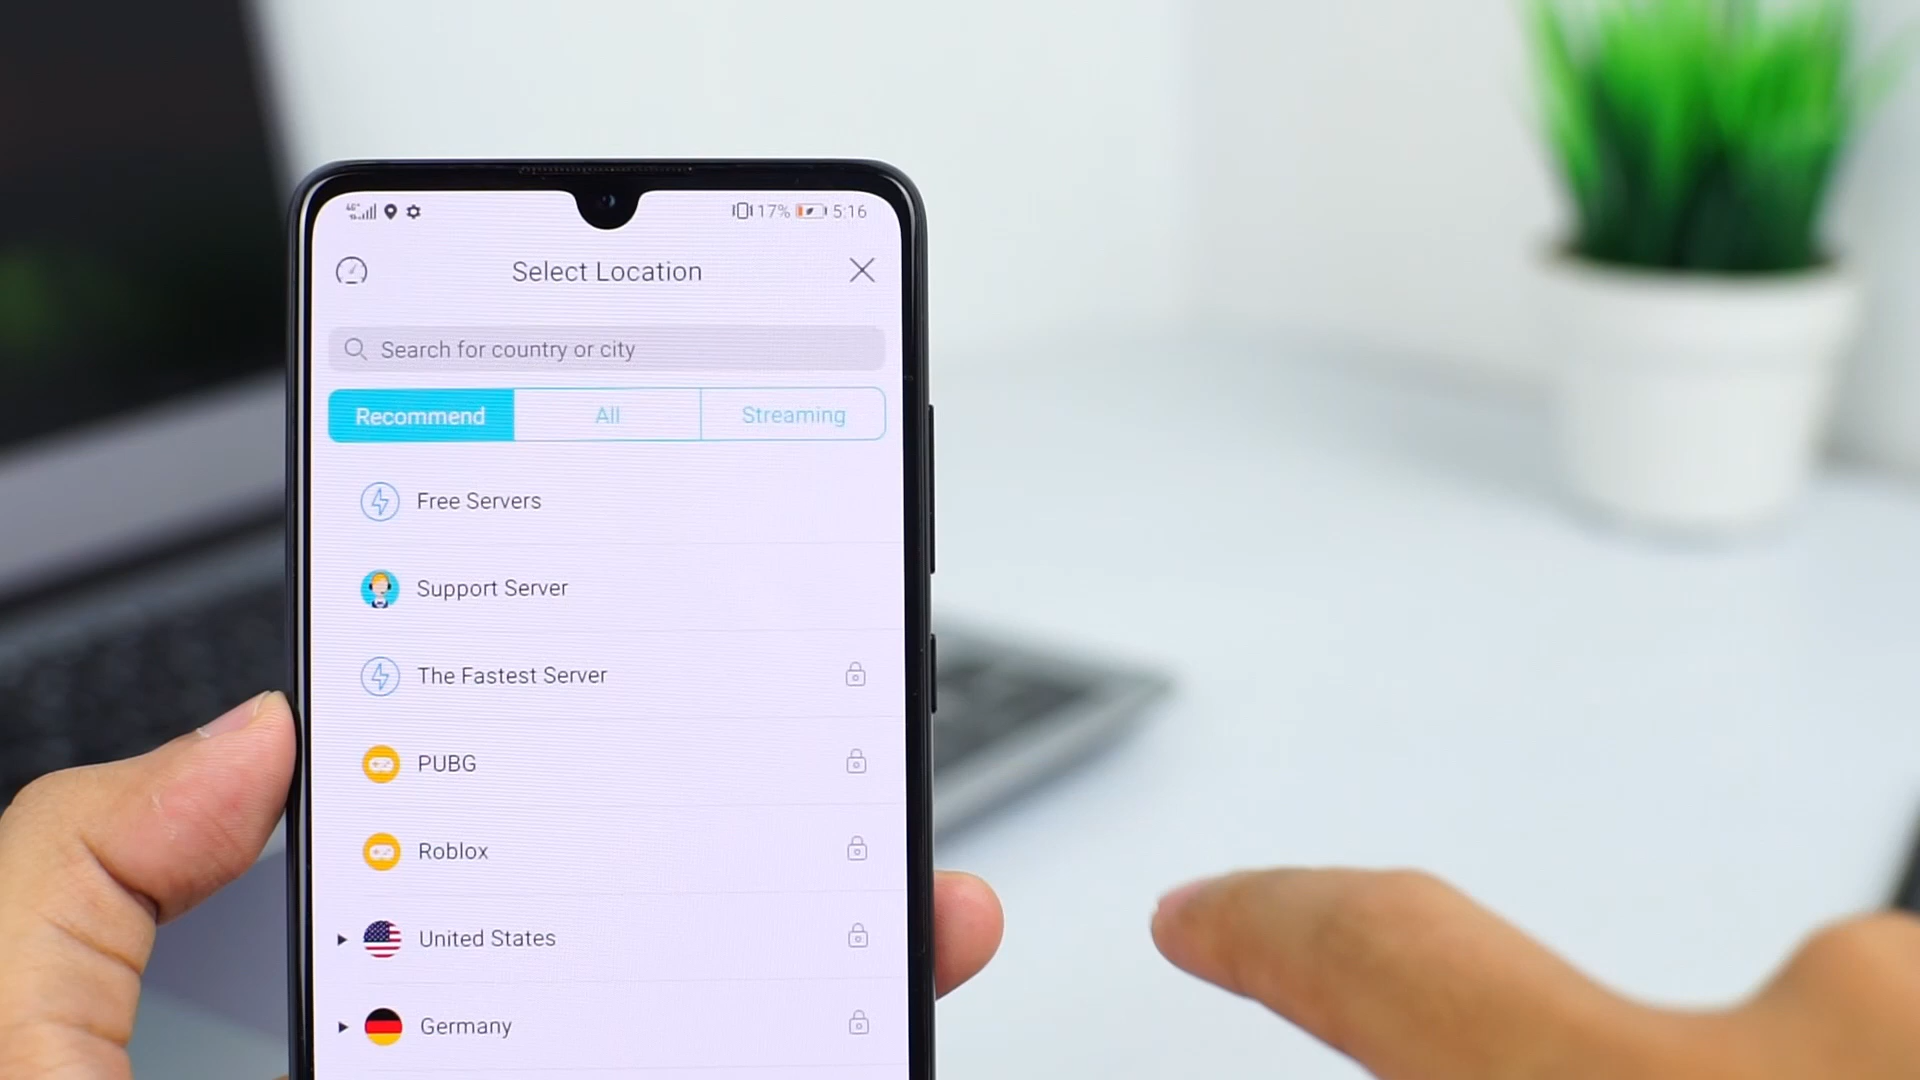 17% 5:16
Select Location
Search for country or city
Recommend All Streaming
Free Servers
Support Server
The Fastest Server
PUBG
Roblox
United States
Germany